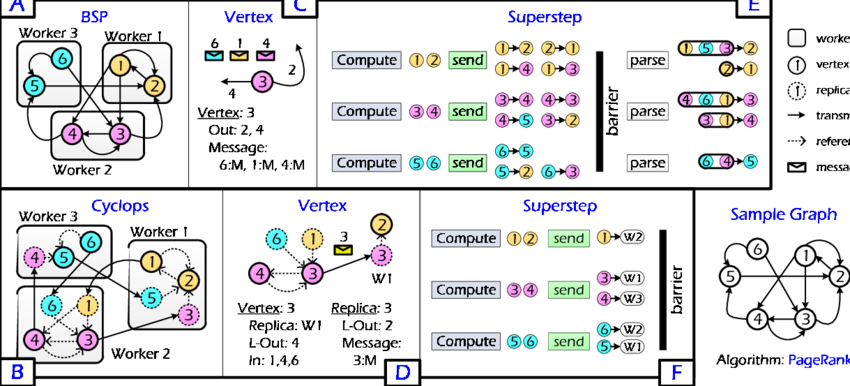 A
BSP
Worker 3
Worker 1
6
1
5
2
4
3
Worker 2
Vertex
C
6 1 4
3
2
4
Vertex: 3
Out: 2, 4
Message:
6:M, 1:M, 4:M
Superstep
E
Compute 1 2 send
1 2 2 1
1 4 1 3
parse
1 5 3 2
2 1
Compute 3 4 send
3 4 4 3
4 5 3 2
barrier
parse
4 6 1 3
3 1 4
Compute 5 6 send
6 5
5 2 6 3
parse
6 4 5
worke
vertex
replica
transm
referen
messa
Cyclops
Worker 3
Worker 1
4 5 6
1
2
5
3
6 1
4 3
Worker 2
B
Vertex
6 1 3 2
4 3 3
W1
Vertex: 3
Replica: W1
L-Out: 4
In: 1,4,6
Replica: 3
L-Out: 2
Message:
3:M
D
Superstep
Compute 1 2 send 1 W2
Compute 3 4 send
3 W1
4 W3
Compute 5 6 send
6 W2
5 W1
barrier
F
Sample Graph
6 1
5 2
4 3
Algorithm: PageRank